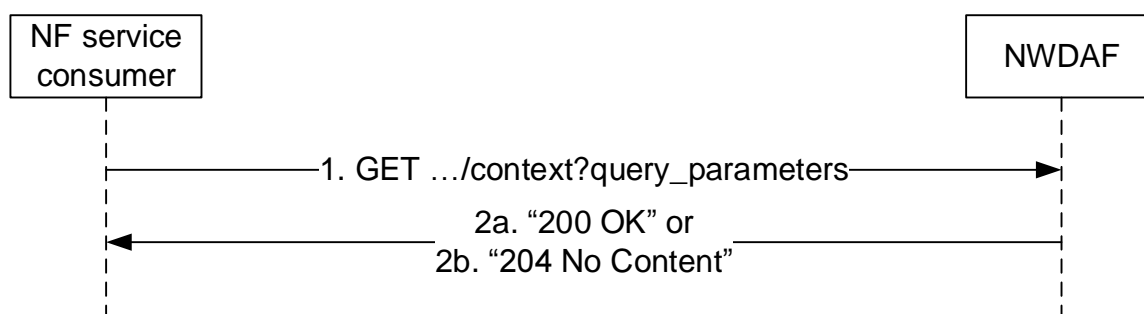 NF service
consumer
NWDAF
1. GET …/context?query_parameters
2a. “200 OK” or
2b. “204 No Content”